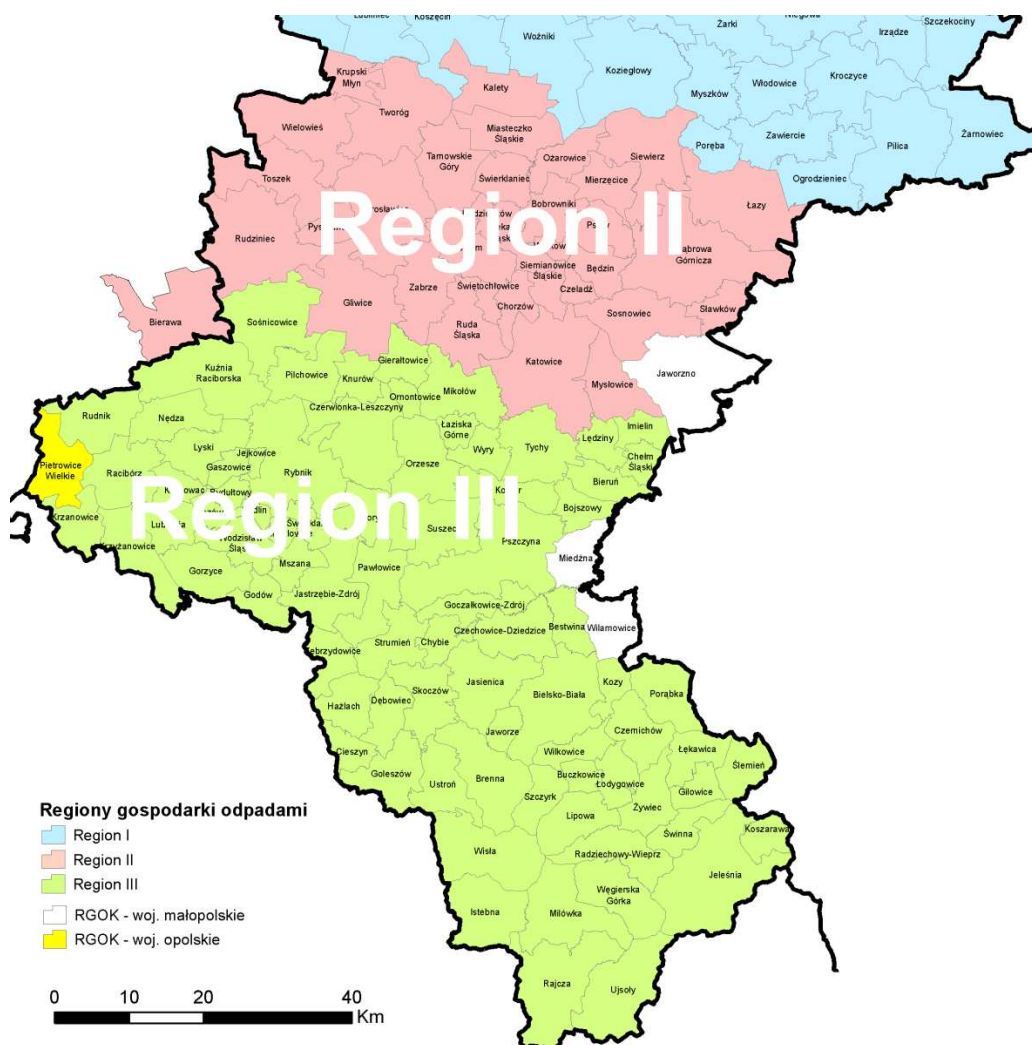 Lubliniec
Koszęcin
Woźniki
Żarki
Niegowa
Szczekociny
Irządze
Koziegłowy
Myszków
Włodowice
Kroczyce
Poręba
Zawiercie
Pilica
Żarnowiec
Ogrodzieniec
Krupski
Młyn
Kalety
Tworóg
Wielowieś
Miasteczko
Śląskie
Tarnowskie
Góry
Ożarowice
Siewierz
Toszek
Świerklaniec
Mierzęcice
Bobrowniki
Łazy
Region II
Rudziniec
Dąbrowa
Górnicza
Siemianowice
Śląskie
Będzin
Zabrze
Świętochłowice
Czeladź
Gliwice
Chorzów
Sławków
Bierawa
Sosnowiec
Ruda
Śląska
Sośnicowice
Katowice
Jaworzno
Mysłowice
Gierałtowice
Kuźnia
Raciborska
Pilchowice
Knurów
Mikołów
Ornontowice
Czerwionka-Leszczyny
Rudnik
Nędza
Łaziska
Górne
Wyry
Tychy
Lędziny
Imielin
Chełm
Śląski
Lyski
Jejkowice
Gaszowice
Rybnik
Orzesze
Bieruń
Pietrowice
Wielkie
Racibórz
Region III
Bojszowy
Krzanowice
Suszec
Pszczyna
Miedźna
Mszana
Gorzyce
Pawłowice
Godów
Jastrzębie-Zdrój
Goczałkowice-Zdrój
Bestwina
Wilamowice
Czechowice-Dziedzice
Strumień
Chybie
Zebrzydowice
Jasienica
Skoczów
Bielsko-Biała
Kozy
Porąbka
Hażlach
Dębowiec
Jaworze
Czernichów
Cieszyn
Wilkowice
Łękawica
Ślemień
Goleszów
Ustroń
Brenna
Buczkowice
Łodygowice
Gilowice
Szczyrk
Żywiec
Lipowa
Świnna
Koszarawa
Wisła
Radziechowy-Wieprz
Jeleśnia
Węgierska
Górka
Istebna
Milówka
Rajcza
Ujsoły
Regiony gospodarki odpadami
Region I
Region II
Region III
RGOK - woj. małopolskie
RGOK - woj. opolskie
0 10 20 40
Km